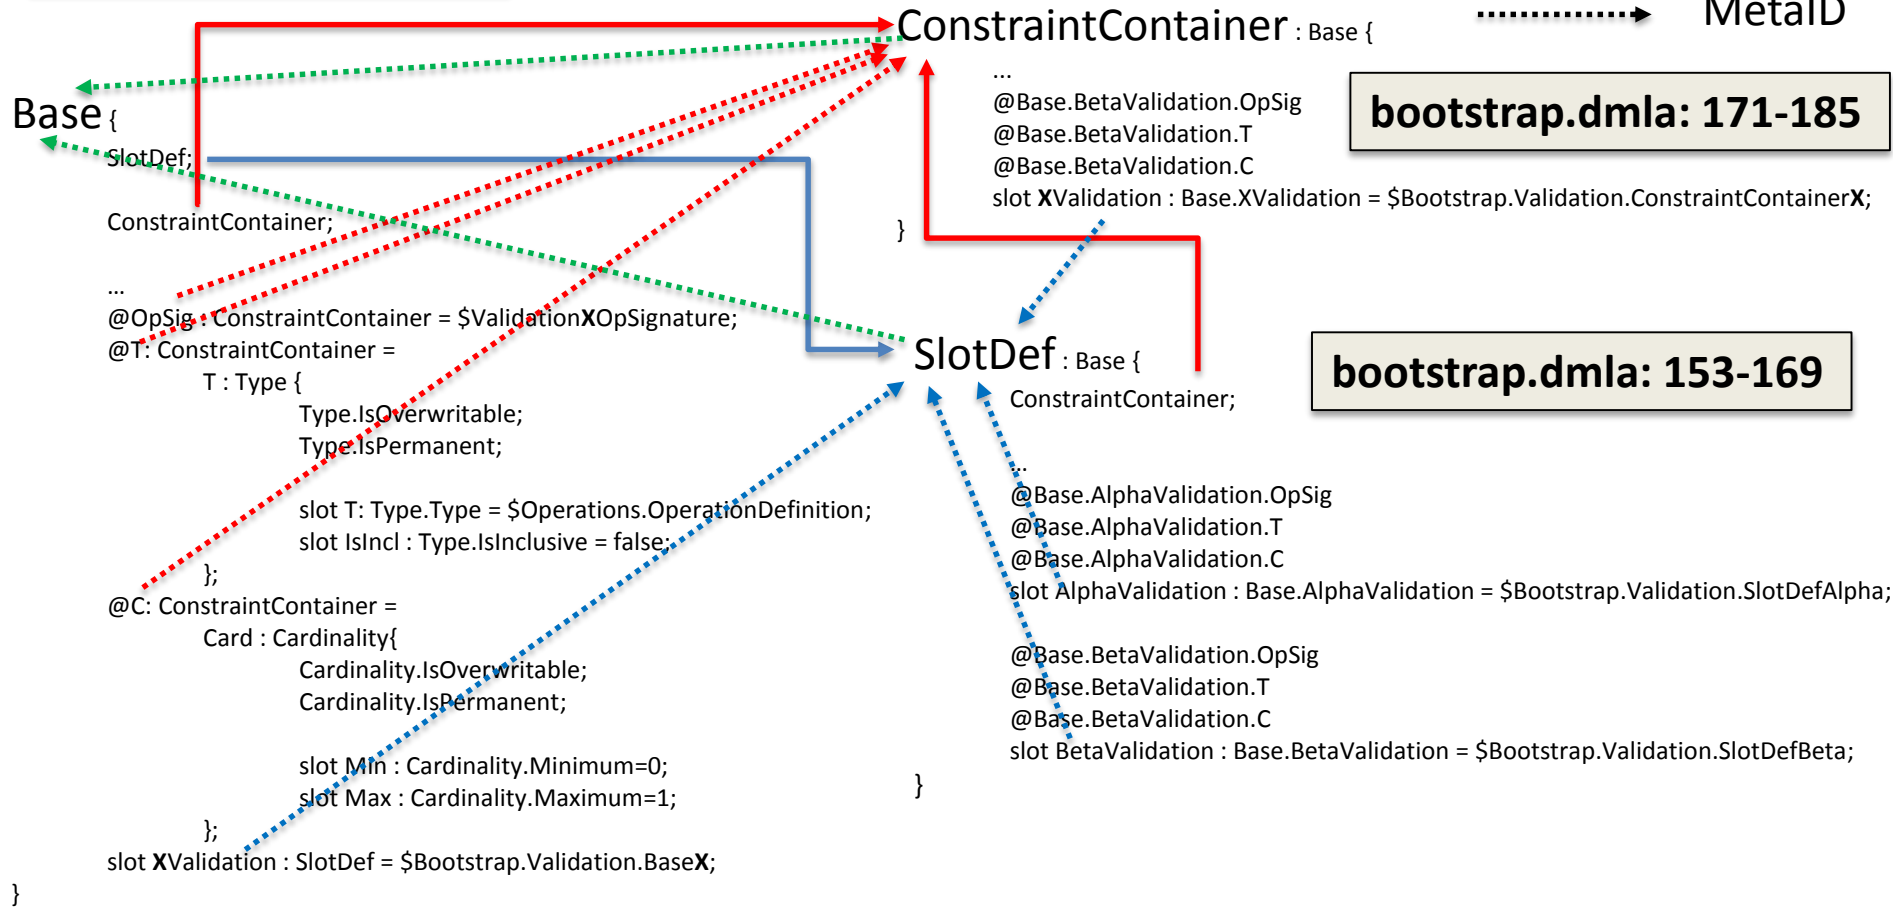 MetaID
ConstraintContainer : Base {
...
@Base.BetaValidation.OpSig
@Base.BetaValidation.T
@Base.BetaValidation.C
slot XValidation : Base.XValidation = $Bootstrap.Validation.ConstraintContainerX;
}
bootstrap.dmla: 171-185
Base {
SlotDef;
ConstraintContainer;
...
@OpSig : ConstraintContainer = $ValidationXOpSignature;
@T: ConstraintContainer =
T : Type {
Type.IsOverwritable;
Type.IsPermanent;
slot T: Type.Type = $Operations.OperationDefinition;
slot IsIncl : Type.IsInclusive = false;
};
@C: ConstraintContainer =
Card : Cardinality{
Cardinality.IsOverwritable;
Cardinality.IsPermanent;
slot Min : Cardinality.Minimum=0;
slot Max : Cardinality.Maximum=1;
};
slot XValidation : SlotDef = $Bootstrap.Validation.BaseX;
}
SlotDef : Base {
ConstraintContainer;
...
@Base.AlphaValidation.OpSig
@Base.AlphaValidation.T
@Base.AlphaValidation.C
slot AlphaValidation : Base.AlphaValidation = $Bootstrap.Validation.SlotDefAlpha;
@Base.BetaValidation.OpSig
@Base.BetaValidation.T
@Base.BetaValidation.C
slot BetaValidation : Base.BetaValidation = $Bootstrap.Validation.SlotDefBeta;
}
bootstrap.dmla: 153-169